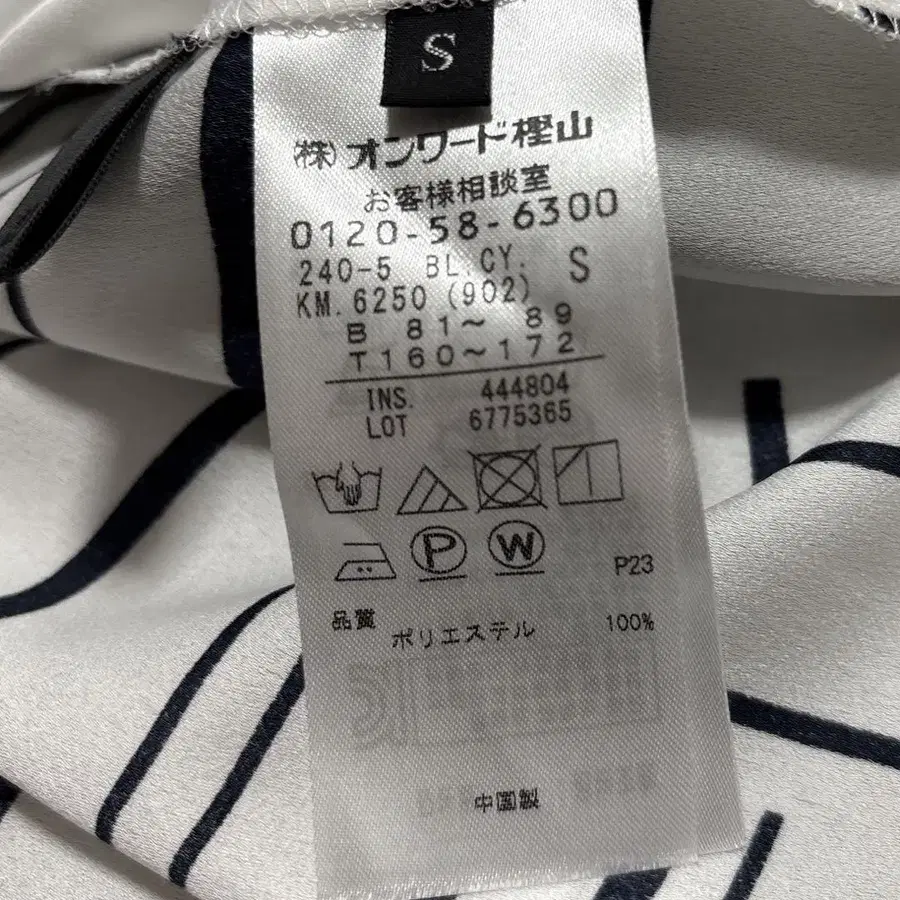 S
(株)オンワード樫山
お客様相談室
0120-58-6300
240-5 BL.CY. S
KM.6250(902)
B 81～ 89
T160～172
INS. 444804
LOT 6775365
P W
P23
品質 ポリエステル 100%
中国製